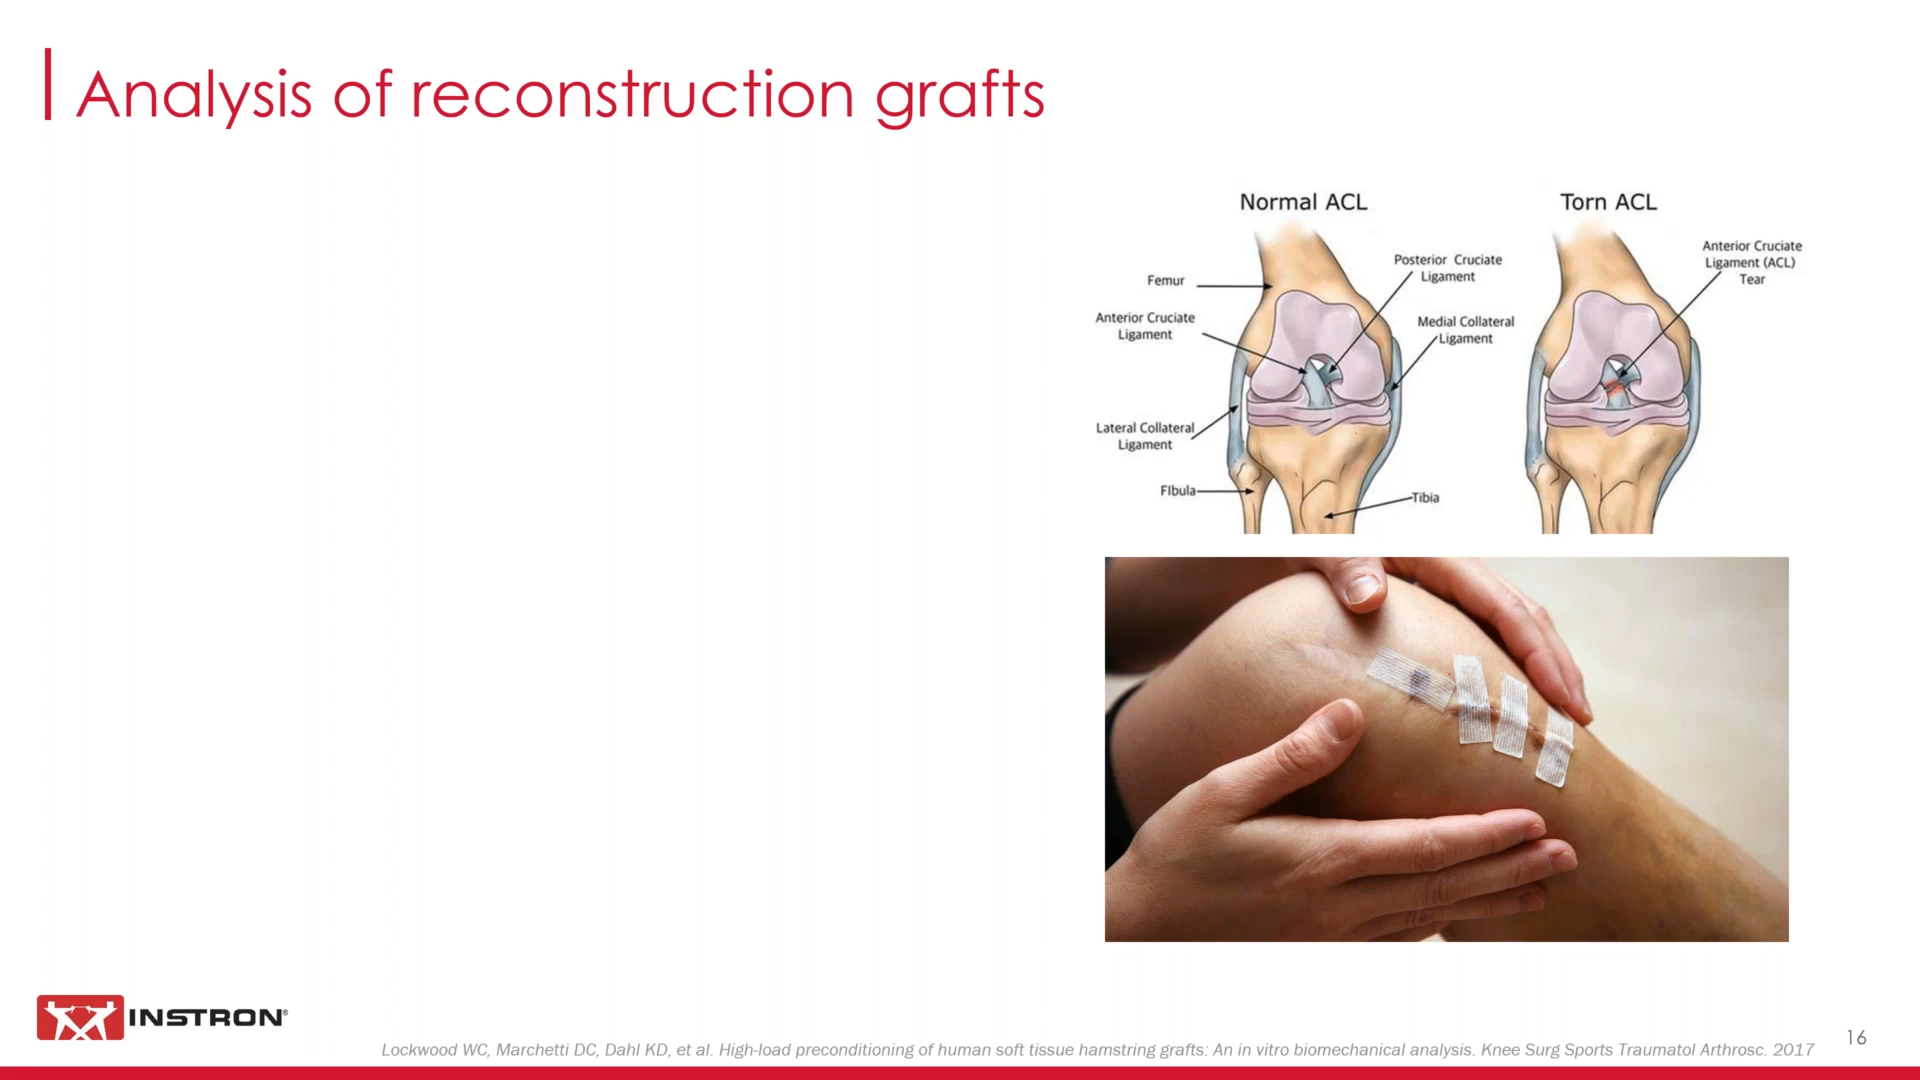 Analysis of reconstruction grafts
Normal ACL
Torn ACL
Femur
Anterior Cruciate
Ligament
Lateral Collateral
Ligament
FIbula
Posterior Cruciate
Ligament
Medial Collateral
Ligament
Tibia
Anterior Cruciate
Ligament (ACL)
Tear
INSTRON®
Lockwood WC, Marchetti DC, Dahl KD, et al. High-load preconditioning of human soft tissue hamstring grafts: An in vitro biomechanical analysis. Knee Surg Sports Traumatol Arthrosc. 2017
16